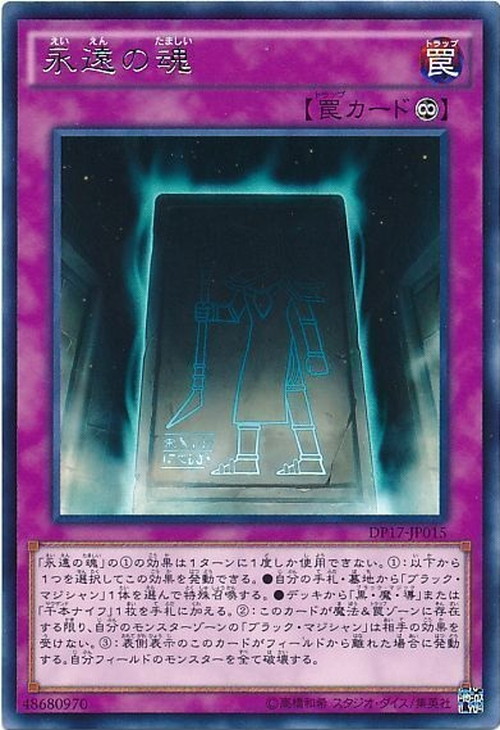 永遠の魂
罠
【罠カード】
DP17-JP015
「永遠の魂」の①の効果は1ターンに1度しか使用できない。①:以下から
1つを選択してこの効果を発動できる。●自分の手札・墓地から「ブラック・
マジシャン」1体を選んで特殊召喚する。●デッキから「黒・魔・導」または
「千本ナイフ」1枚を手札に加える。②:このカードが魔法&罠ゾーンに存在
する限り、自分のモンスターゾーンの「ブラック・マジシャン」は相手の効果を
受けない。③:表側表示のこのカードがフィールドから離れた場合に発動
する。自分フィールドのモンスターを全て破壊する。
48680970
©高橋和希 スタジオ・ダイス/集英社